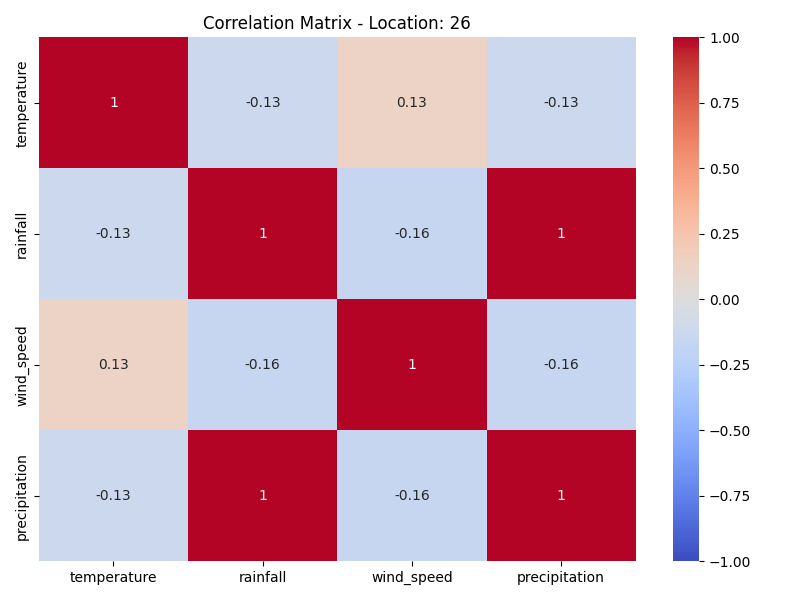 Correlation Matrix - Location: 26
temperature
1
-0.13
0.13
-0.13
rainfall
-0.13
1
-0.16
1
wind_speed
0.13
-0.16
1
-0.16
precipitation
-0.13
1
-0.16
1
temperature
rainfall
wind_speed
precipitation
1.00
0.75
0.50
0.25
0.00
−0.25
−0.50
−0.75
−1.00